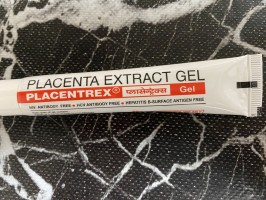 PLACENTA EXTRACT GEL
PLACENTREX® प्लासेन्ट्रेक्स Gel
HIV ANTIBODY FREE • HCV ANTIBODY FREE • HEPATITIS B-SURFACE ANTIGEN FREE